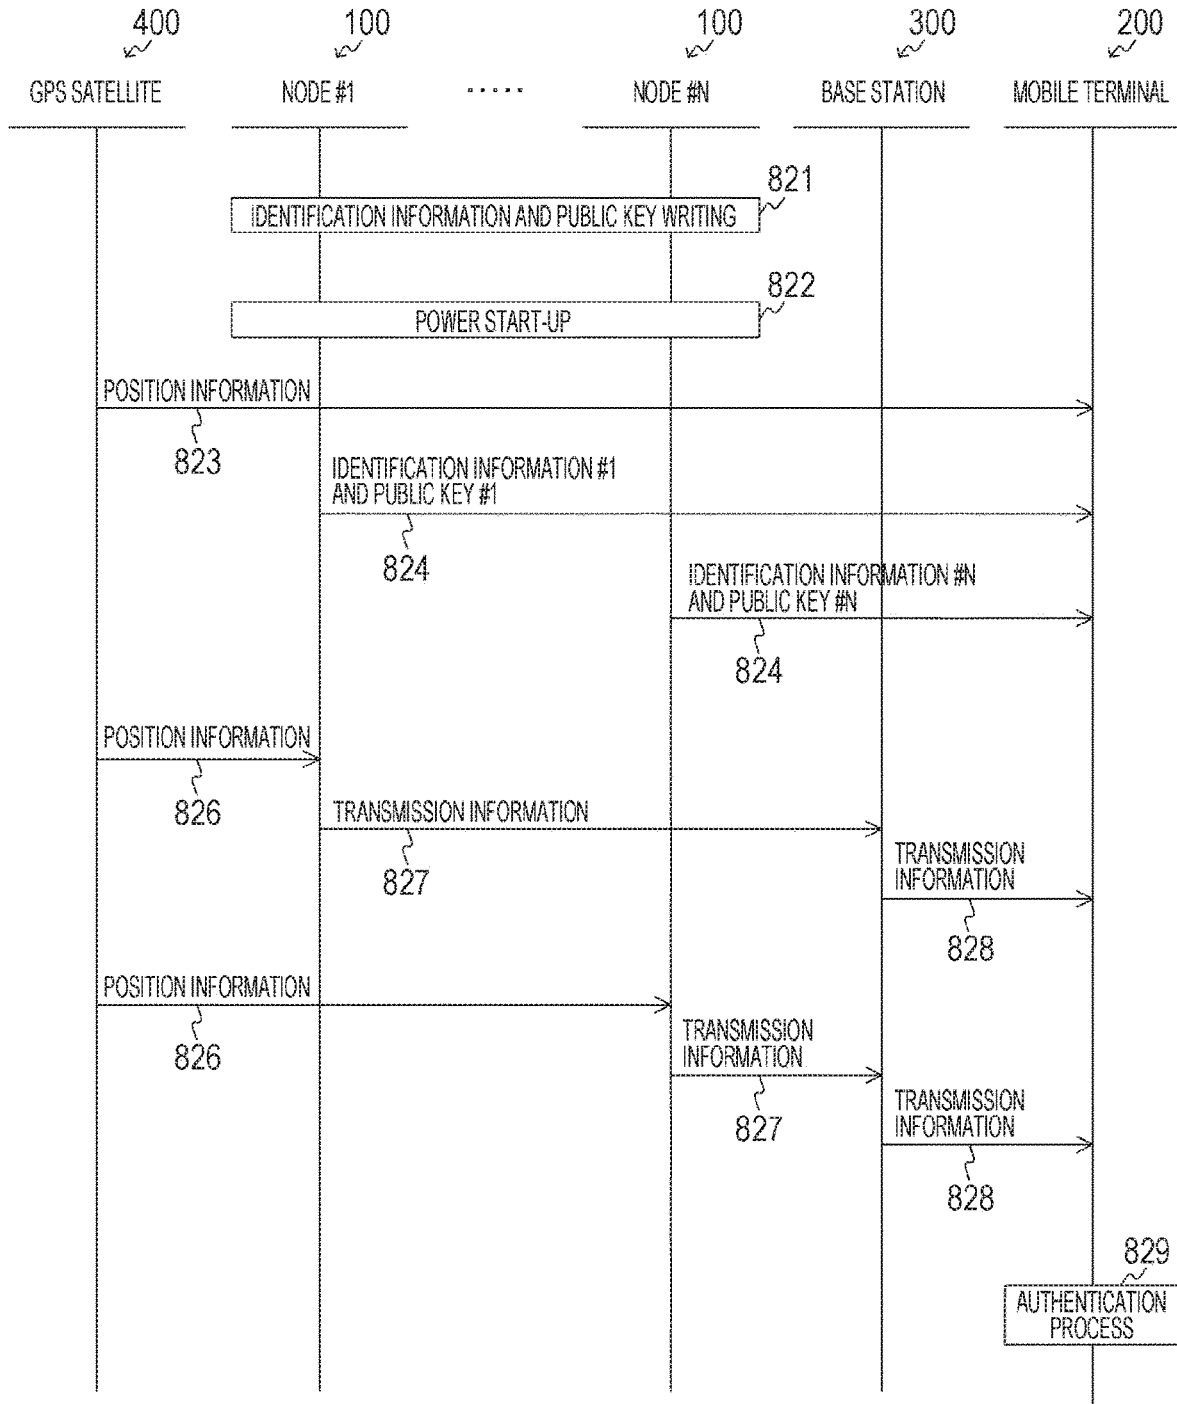 400
100
100
300
200
GPS SATELLITE
NODE #1
.....
NODE #N
BASE STATION
MOBILE TERMINAL
821
IDENTIFICATION INFORMATION AND PUBLIC KEY WRITING
822
POWER START-UP
POSITION INFORMATION
823
IDENTIFICATION INFORMATION #1
AND PUBLIC KEY #1
824
IDENTIFICATION INFORMATION #N
AND PUBLIC KEY #N
824
POSITION INFORMATION
826
TRANSMISSION INFORMATION
827
TRANSMISSION
INFORMATION
828
POSITION INFORMATION
826
TRANSMISSION
INFORMATION
827
TRANSMISSION
INFORMATION
828
829
AUTHENTICATION
PROCESS